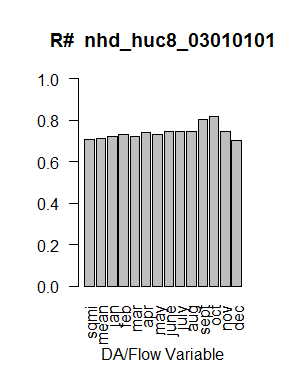 R#  nhd_huc8_03010101
1.0
0.8
0.6
0.4
0.2
0.0
sqmi
mean
jan
feb
mar
apr
may
june
july
aug
sept
oct
nov
dec
DA/Flow Variable